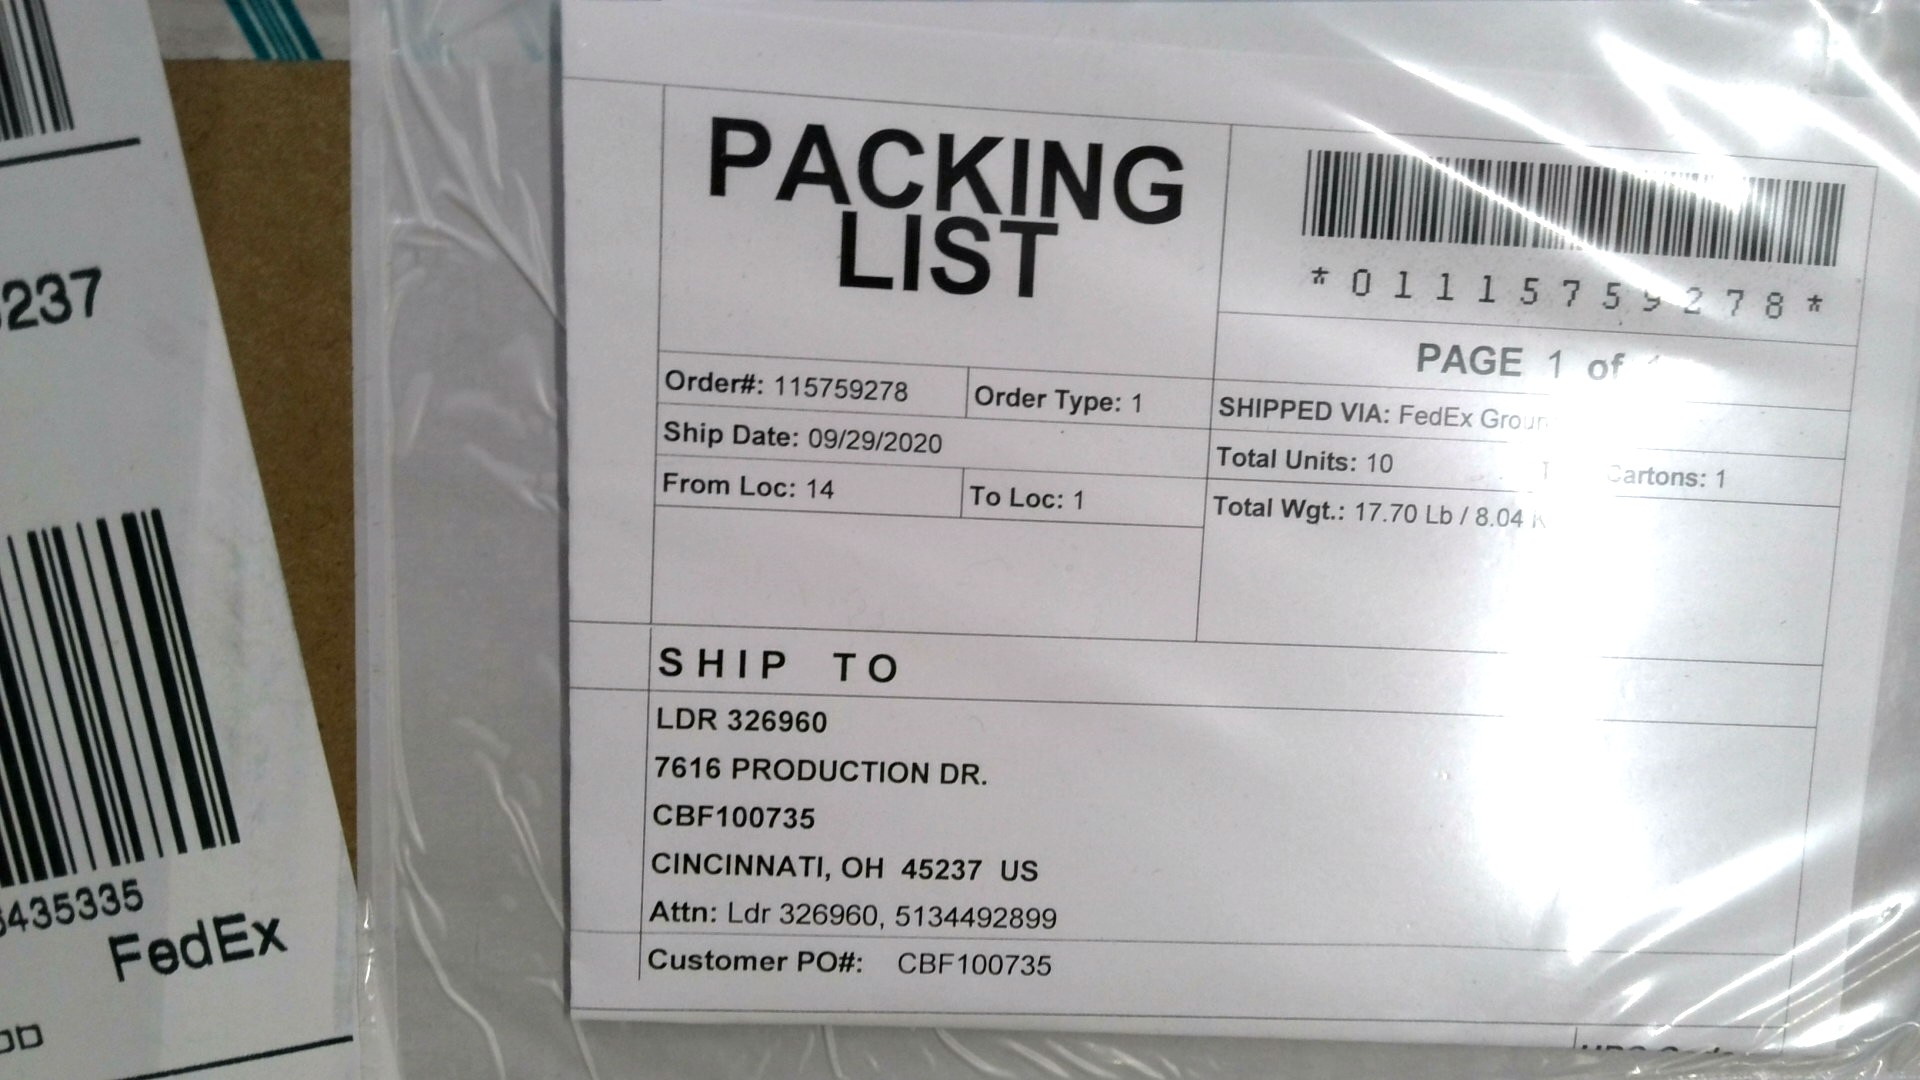 PACKING
LIST
*01115759278*
PAGE 1 of
Order#: 115759278
Order Type: 1
SHIPPED VIA: FedEx
Ship Date: 09/29/2020
Total Units: 10
Cartons: 1
From Loc: 14
To Loc: 1
Total Wgt.: 17.70 Lb / 8.04
SHIP TO
LDR 326960
7616 PRODUCTION DR.
CBF100735
CINCINNATI, OH 45237 US
Attn: Ldr 326960, 5134492899
Customer PO#: CBF100735
237
435335
FedEx